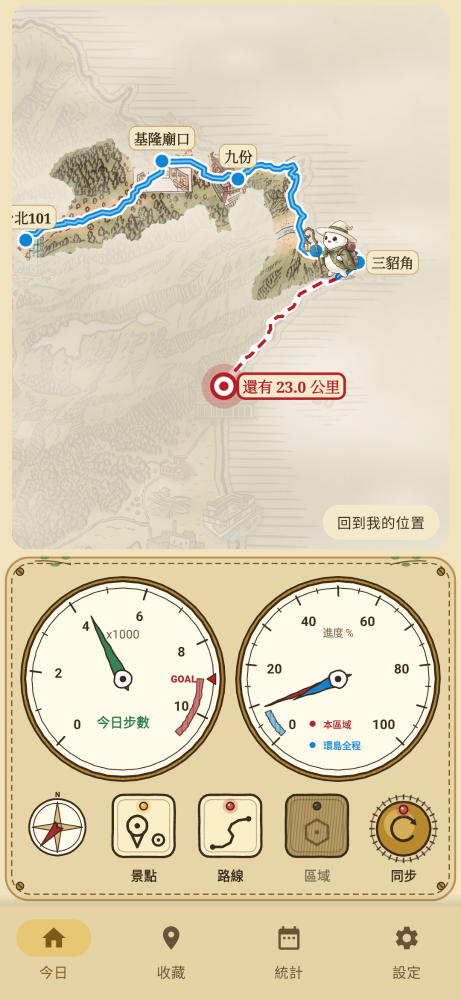 基隆廟口
九份
北101
三貂角
還有 23.0 公里
回到我的位置
0
2
4
6
8
10
x1000
GOAL
今日步數
0
20
40
60
80
100
進度 %
本區域
環島全程
N
景點
路線
區域
同步
今日
收藏
統計
設定